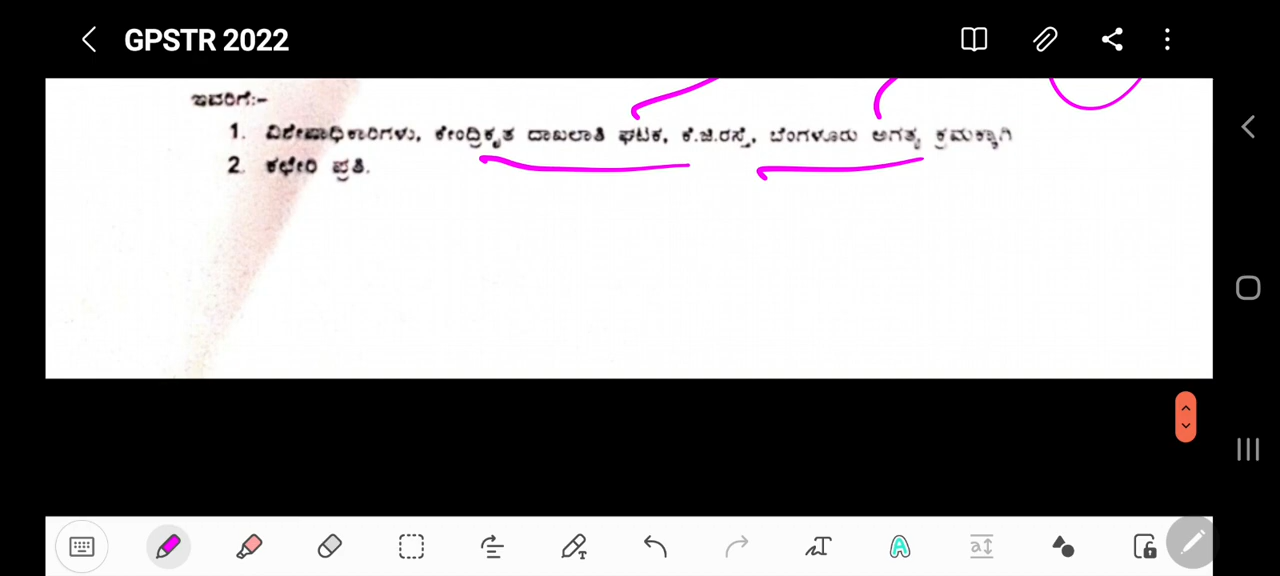 GPSTR 2022
ಇವರಿಗೆ:-
1. ವಿಶೇಷಾಧಿಕಾರಿಗಳು, ಕೇಂದ್ರಿಕೃತ ದಾಖಲಾತಿ ಘಟಕ, ಕೆ.ಜಿ.ರಸ್ತೆ, ಬೆಂಗಳೂರು ಅಗತ್ಯ ಕ್ರಮಕ್ಕಾಗಿ
2. ಕಛೇರಿ ಪ್ರತಿ.